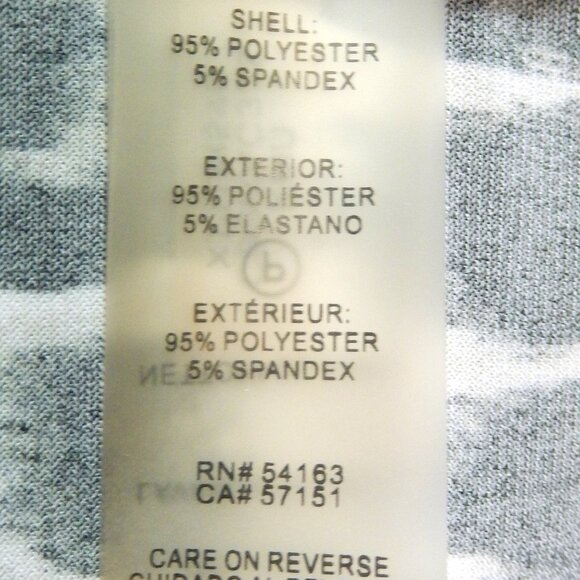 SHELL:
95% POLYESTER
5% SPANDEX
EXTERIOR:
95% POLIÉSTER
5% ELASTANO
EXTÉRIEUR:
95% POLYESTER
5% SPANDEX
RN# 54163
CA# 57151
CARE ON REVERSE